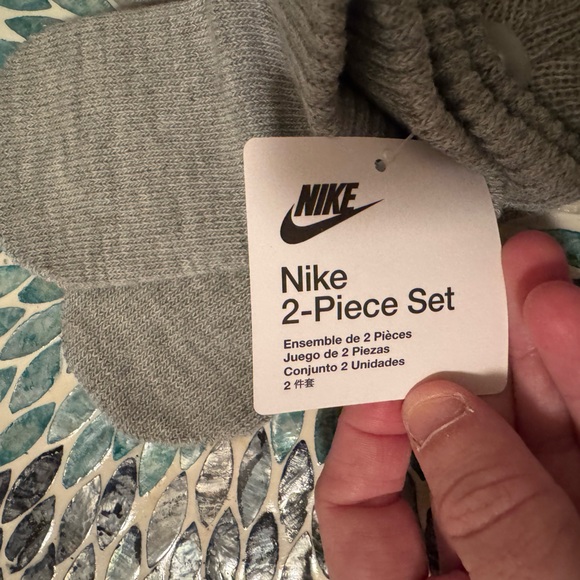 NIKE
Nike
2-Piece Set
Ensemble de 2 Pièces
Juego de 2 Piezas
Conjunto 2 Unidades
2 件套